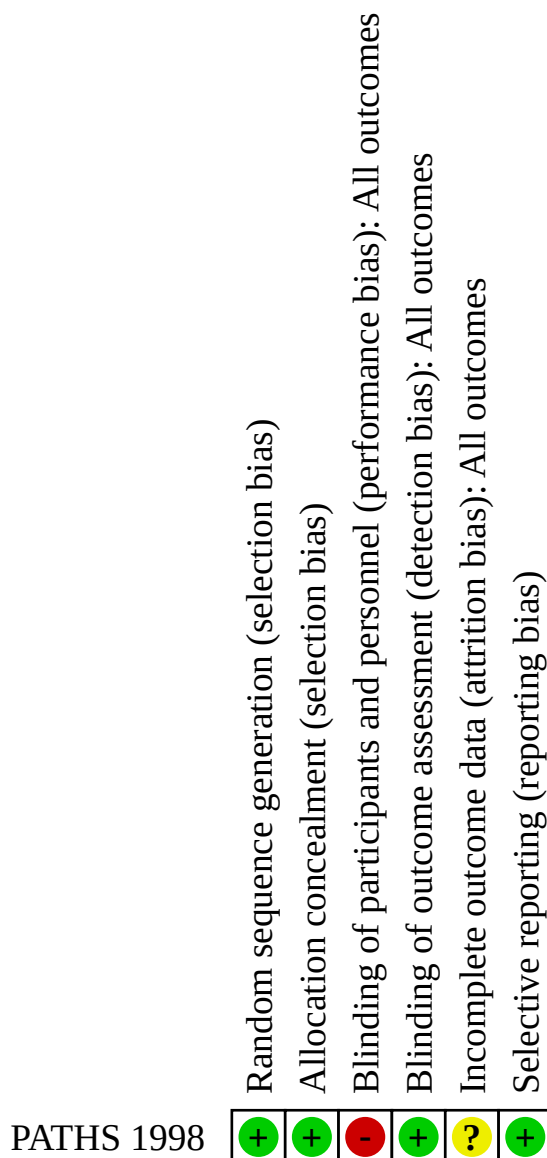 Random sequence generation (selection bias)
Allocation concealment (selection bias)
Blinding of participants and personnel (performance bias): All outcomes
Blinding of outcome assessment (detection bias): All outcomes
Incomplete outcome data (attrition bias): All outcomes
Selective reporting (reporting bias)
PATHS 1998 + + - + ? +